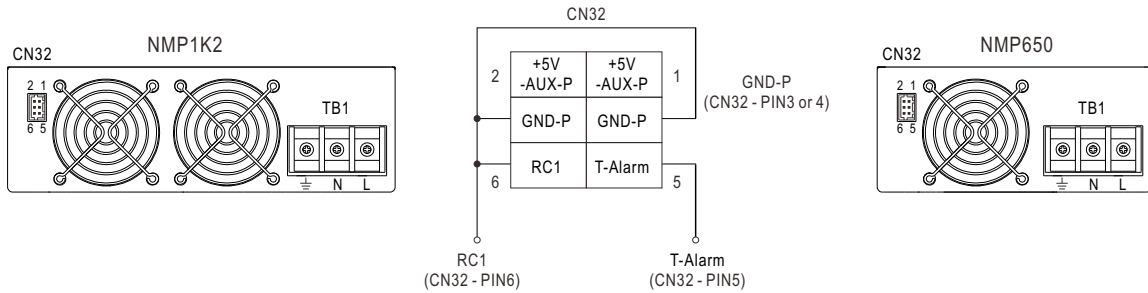 NMP1K2
CN32
2 1
6 5
TB1
N L
CN32
2
+5V
-AUX-P
+5V
-AUX-P
1
GND-P
GND-P
6
RC1
T-Alarm
5
GND-P
(CN32 - PIN3 or 4)
RC1
(CN32 - PIN6)
T-Alarm
(CN32 - PIN5)
NMP650
CN32
2 1
6 5
TB1
N L